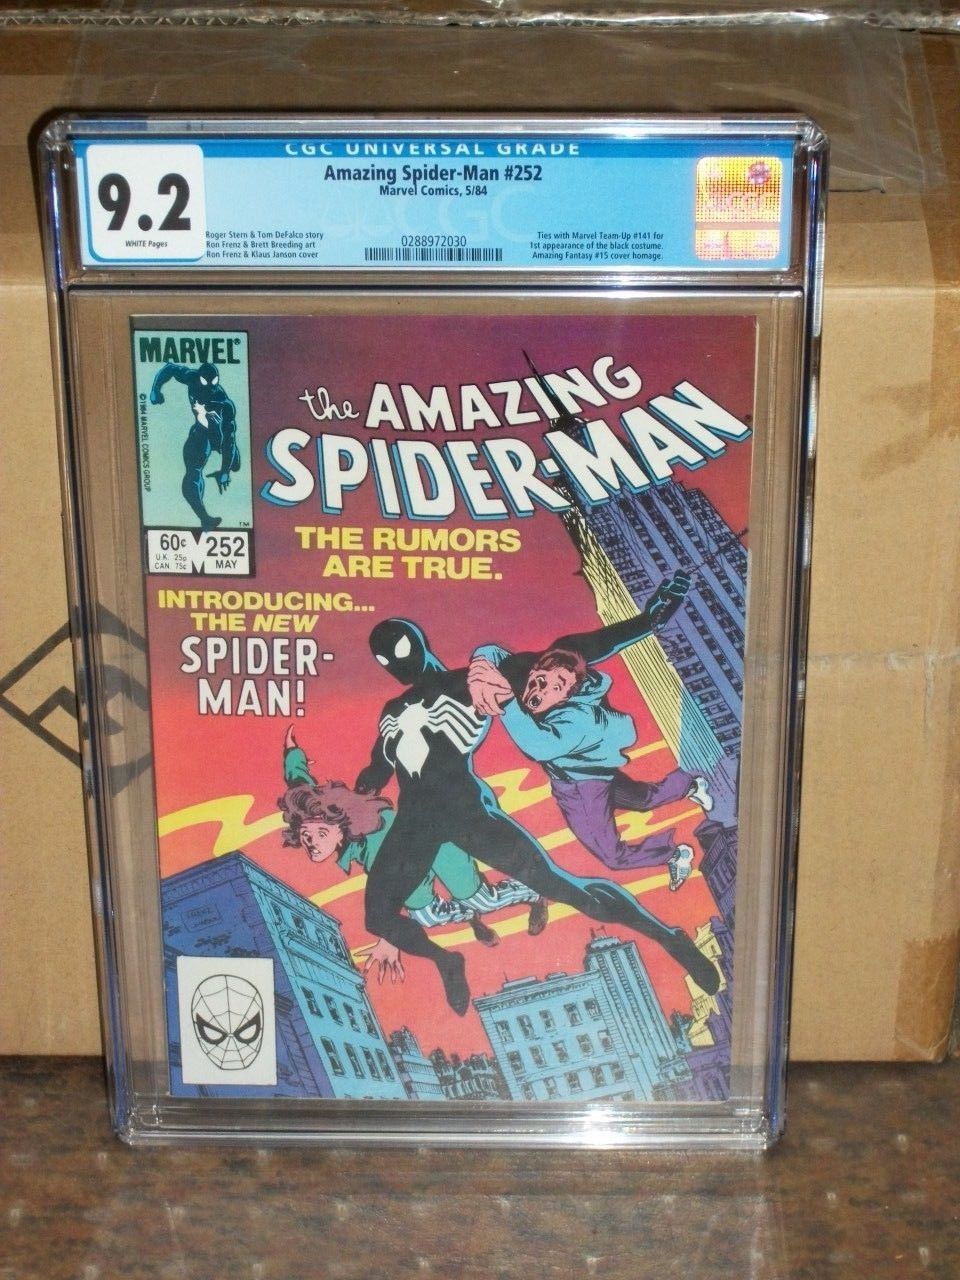 CGC UNIVERSAL GRADE
9.2
WHITE Pages
Amazing Spider-Man #252
Marvel Comics, 5/84
Roger Stern & Tom DeFalco story
Ron Frenz & Brett Breeding art
Ron Frenz & Klaus Janson cover
0288972030
Ties with Marvel Team-Up #141 for
1st appearance of the black costume.
Amazing Fantasy #15 cover homage.
CGC
MARVEL®
© 1984 MARVEL COMICS GROUP
TM
60¢
U.K. 25p
CAN. 75¢
252
MAY
the AMAZING
SPIDER-MAN
THE RUMORS
ARE TRUE.
INTRODUCING...
THE NEW
SPIDER-
MAN!